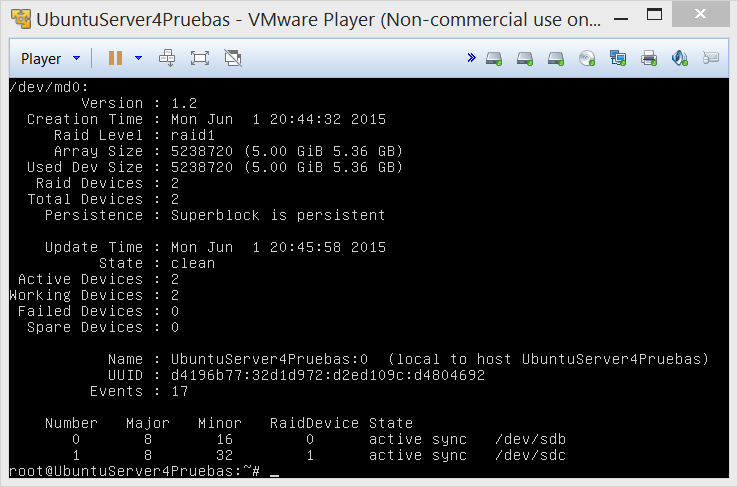 UbuntuServer4Pruebas - VMware Player (Non-commercial use on...
Player
/dev/md0:
Version : 1.2
Creation Time : Mon Jun  1 20:44:32 2015
Raid Level : raid1
Array Size : 5238720 (5.00 GiB 5.36 GB)
Used Dev Size : 5238720 (5.00 GiB 5.36 GB)
Raid Devices : 2
Total Devices : 2
Persistence : Superblock is persistent
Update Time : Mon Jun  1 20:45:58 2015
State : clean
Active Devices : 2
Working Devices : 2
Failed Devices : 0
Spare Devices : 0
Name : UbuntuServer4Pruebas:0  (local to host UbuntuServer4Pruebas)
UUID : d4196b77:32d1d972:d2ed109c:d4804692
Events : 17
Number   Major   Minor   RaidDevice State
0       8       16        0      active sync   /dev/sdb
1       8       32        1      active sync   /dev/sdc
root@UbuntuServer4Pruebas:~# _